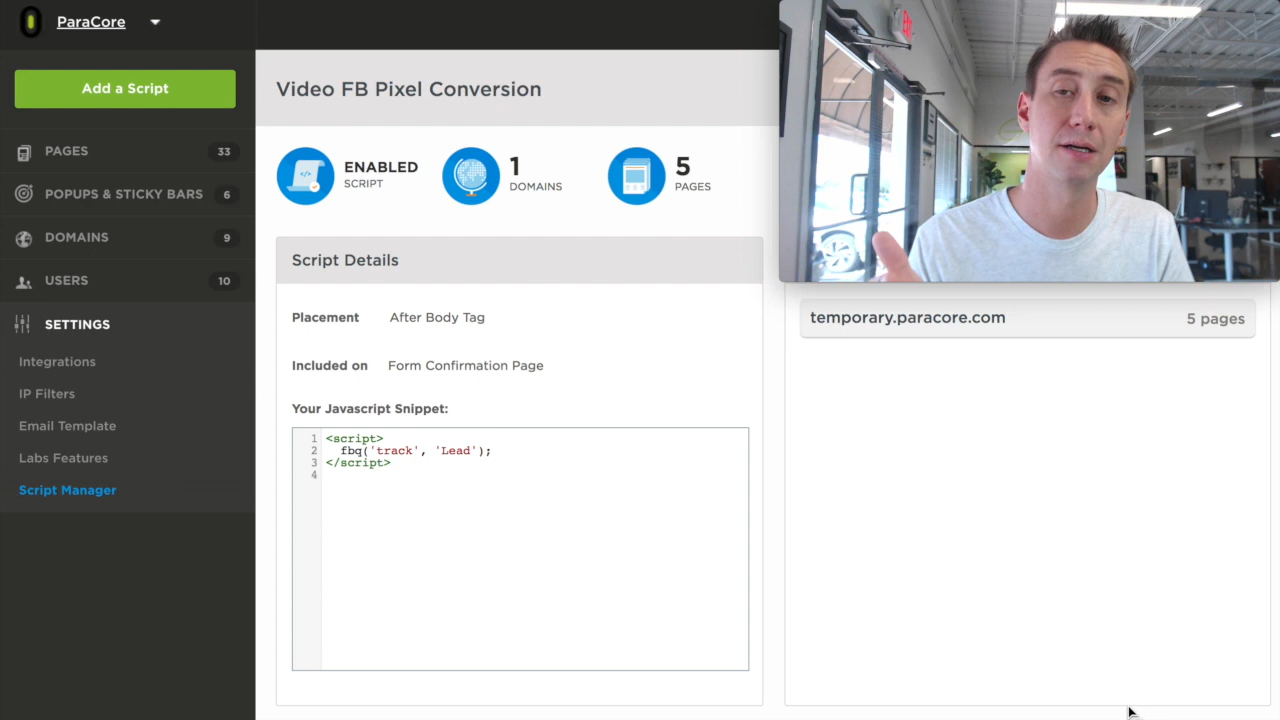 ParaCore
Add a Script
PAGES 33
POPUPS & STICKY BARS 6
DOMAINS 9
USERS 10
SETTINGS
Integrations
IP Filters
Email Template
Labs Features
Script Manager
Video FB Pixel Conversion
ENABLED
SCRIPT
1
DOMAINS
5
PAGES
Script Details
Placement After Body Tag
Included on Form Confirmation Page
Your Javascript Snippet:
1 <script>
2 fbq('track', 'Lead');
3 </script>
4
temporary.paracore.com 5 pages